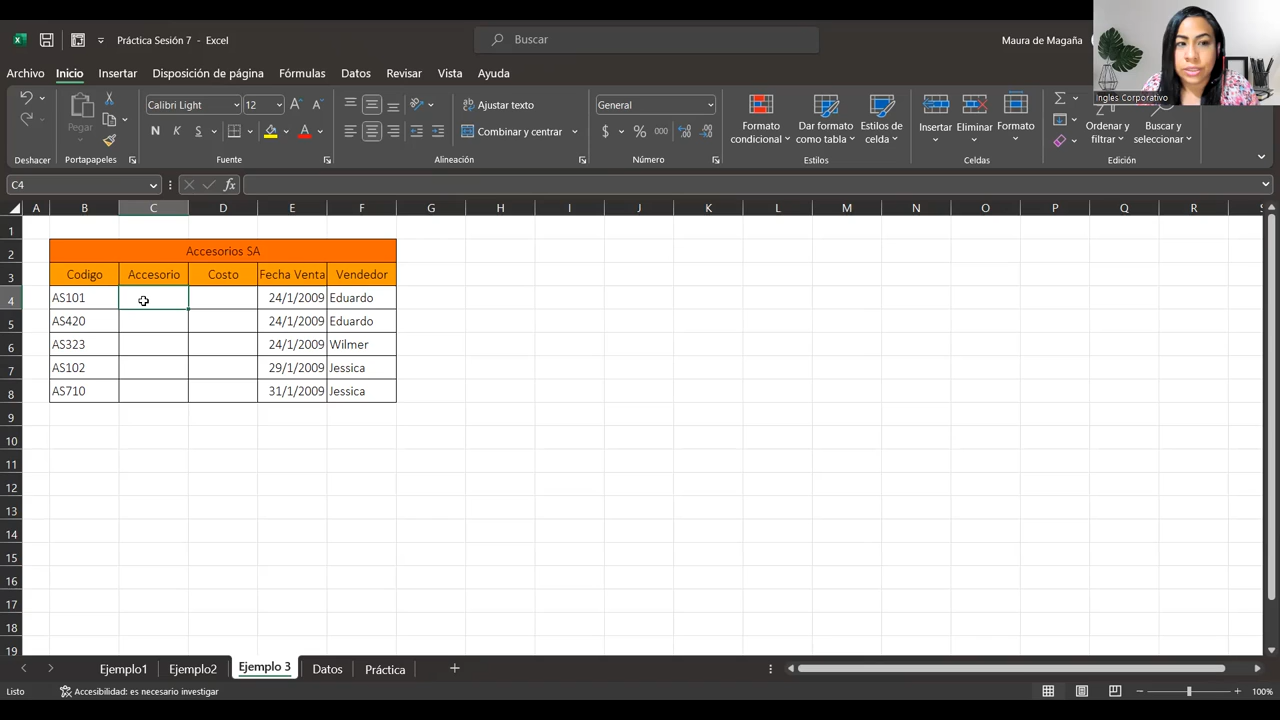 Práctica Sesión 7 - Excel
Buscar
Maura de Magaña
Archivo Inicio Insertar Disposición de página Fórmulas Datos Revisar Vista Ayuda
Ingles Corporativo
Pegar
Calibri Light 12
N K S
Ajustar texto
Combinar y centrar
General
$ % 000
Formato condicional
Dar formato como tabla
Estilos de celda
Insertar
Eliminar
Formato
Ordenar y filtrar
Buscar y seleccionar
Deshacer Portapapeles Fuente Alineación Número Estilos Celdas Edición
C4
fx
A B C D E F G H I J K L M N O P Q R S
1
2 Accesorios SA
3 Codigo Accesorio Costo Fecha Venta Vendedor
4 AS101 24/1/2009 Eduardo
5 AS420 24/1/2009 Eduardo
6 AS323 24/1/2009 Wilmer
7 AS102 29/1/2009 Jessica
8 AS710 31/1/2009 Jessica
9
10
11
12
13
14
15
16
17
18
19
Ejemplo1 Ejemplo2 Ejemplo 3 Datos Práctica
Listo Accesibilidad: es necesario investigar 100%